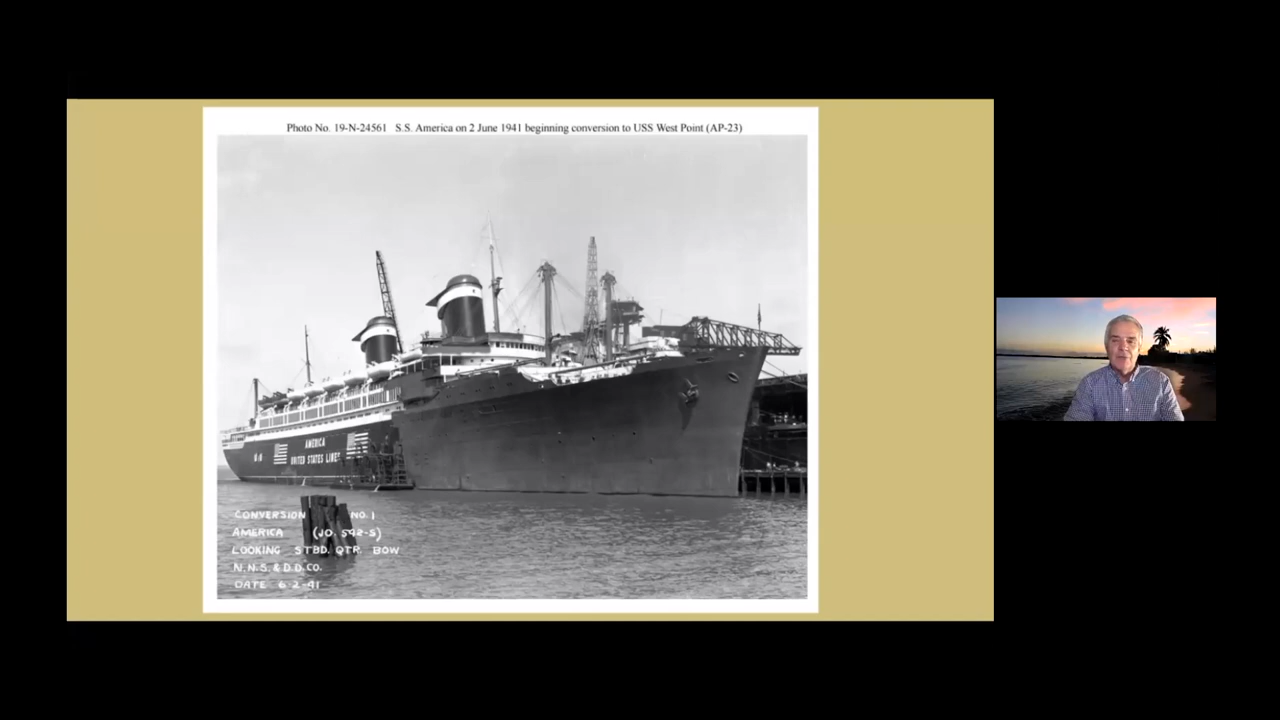 Photo No. 19-N-24561 S.S. America on 2 June 1941 beginning conversion to USS West Point (AP-23)
AMERICA
UNITED STATES LINES
CONVERSION NO. 1
AMERICA (JO. 592-S)
LOOKING STBD. QTR. BOW
N.N.S. & D.D. CO.
DATE 6-2-41